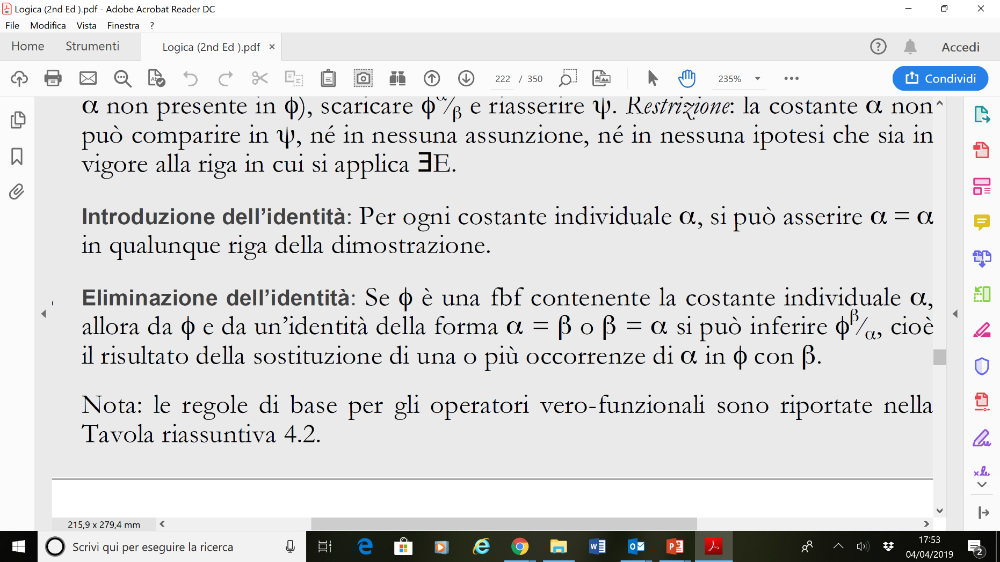 Logica (2nd Ed ).pdf - Adobe Acrobat Reader DC
File Modifica Vista Finestra ?
Home Strumenti Logica (2nd Ed ).pdf × Accedi
222 / 350 235% Condividi
α non presente in ϕ), scaricare ϕα/β e riasserire ψ. Restrizione: la costante α non
può comparire in ψ, né in nessuna assunzione, né in nessuna ipotesi che sia in
vigore alla riga in cui si applica ∃E.
Introduzione dell’identità: Per ogni costante individuale α, si può asserire α = α
in qualunque riga della dimostrazione.
Eliminazione dell’identità: Se ϕ è una fbf contenente la costante individuale α,
allora da ϕ e da un’identità della forma α = β o β = α si può inferire ϕβ/α, cioè
il risultato della sostituzione di una o più occorrenze di α in ϕ con β.
Nota: le regole di base per gli operatori vero-funzionali sono riportate nella
Tavola riassuntiva 4.2.
215,9 x 279,4 mm
Scrivi qui per eseguire la ricerca
17:53
04/04/2019
2